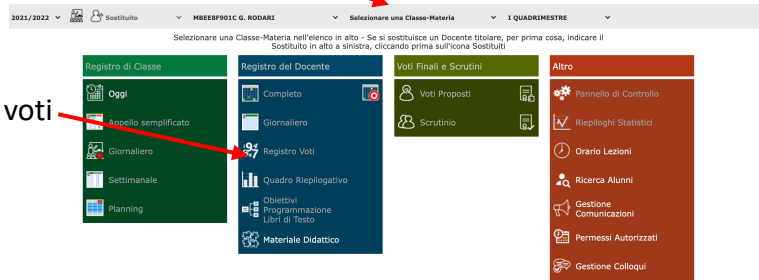 2021/2022 Sostituito MBEE8F901C G. RODARI Selezionare una Classe-Materia I QUADRIMESTRE
Selezionare una Classe-Materia nell'elenco in alto - Se si sostituisce un Docente titolare, per prima cosa, indicare il
Sostituito in alto a sinistra, cliccando prima sull'icona Sostituiti
voti
Registro di Classe
Oggi
Appello semplificato
Giornaliero
Settimanale
Planning
Registro del Docente
Completo
Giornaliero
Registro Voti
Quadro Riepilogativo
Obiettivi
Programmazione
Libri di Testo
Materiale Didattico
Voti Finali e Scrutini
Voti Proposti
Scrutinio
Altro
Pannello di Controllo
Riepiloghi Statistici
Orario Lezioni
Ricerca Alunni
Gestione
Comunicazioni
Permessi Autorizzati
Gestione Colloqui